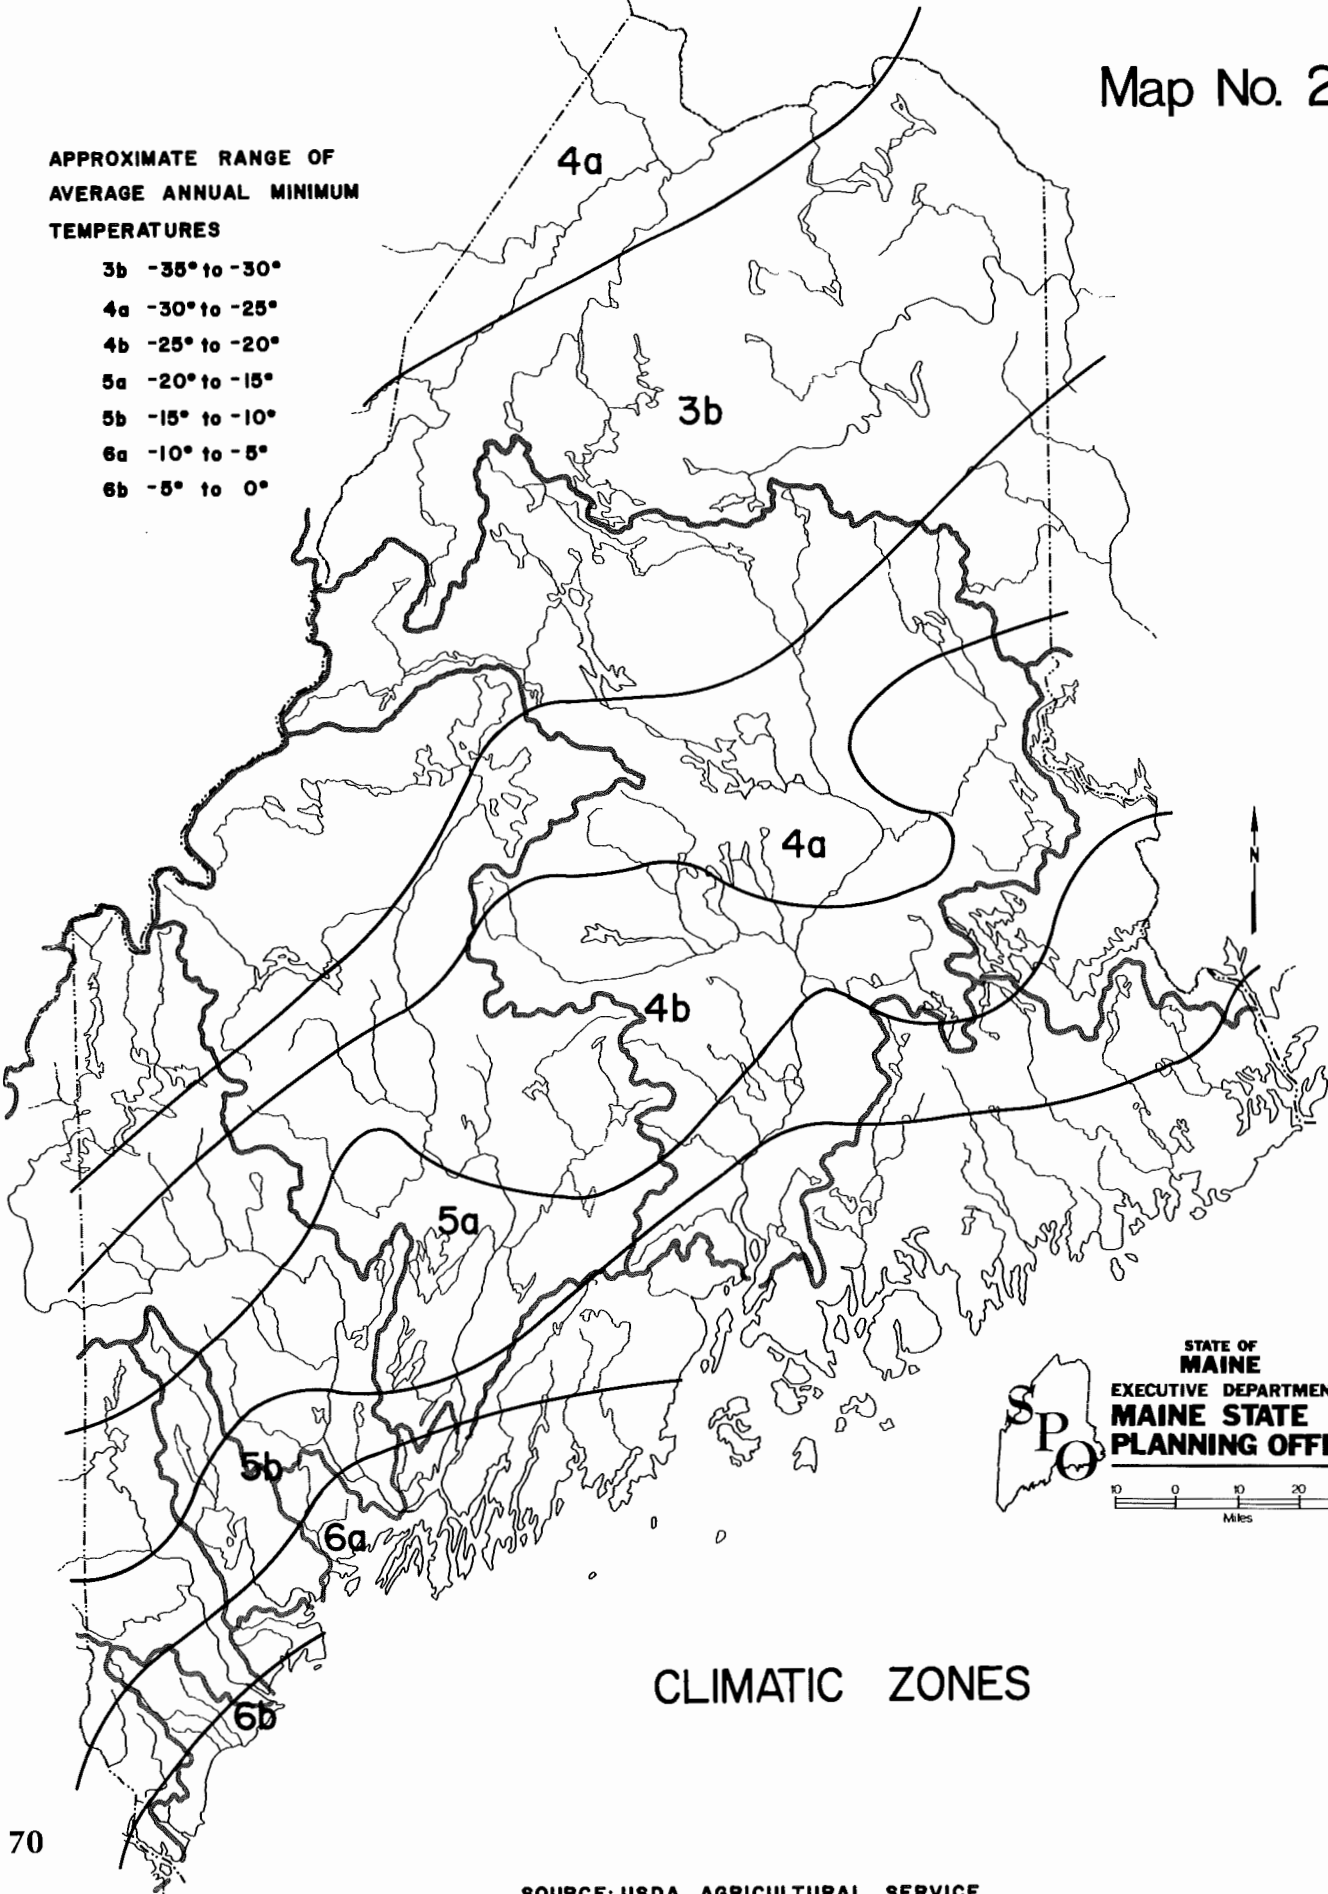 Map No. 2
APPROXIMATE RANGE OF
AVERAGE ANNUAL MINIMUM
TEMPERATURES
3b -35° to -30°
4a -30° to -25°
4b -25° to -20°
5a -20° to -15°
5b -15° to -10°
6a -10° to -5°
6b -5° to 0°
4a
3b
4a
N
4b
5a
STATE OF
MAINE
EXECUTIVE DEPARTMEN
MAINE STATE
PLANNING OFFI
SPO
10 0 10 20
Miles
5b
6a
CLIMATIC ZONES
6b
70
SOURCE: USDA AGRICULTURAL SERVICE